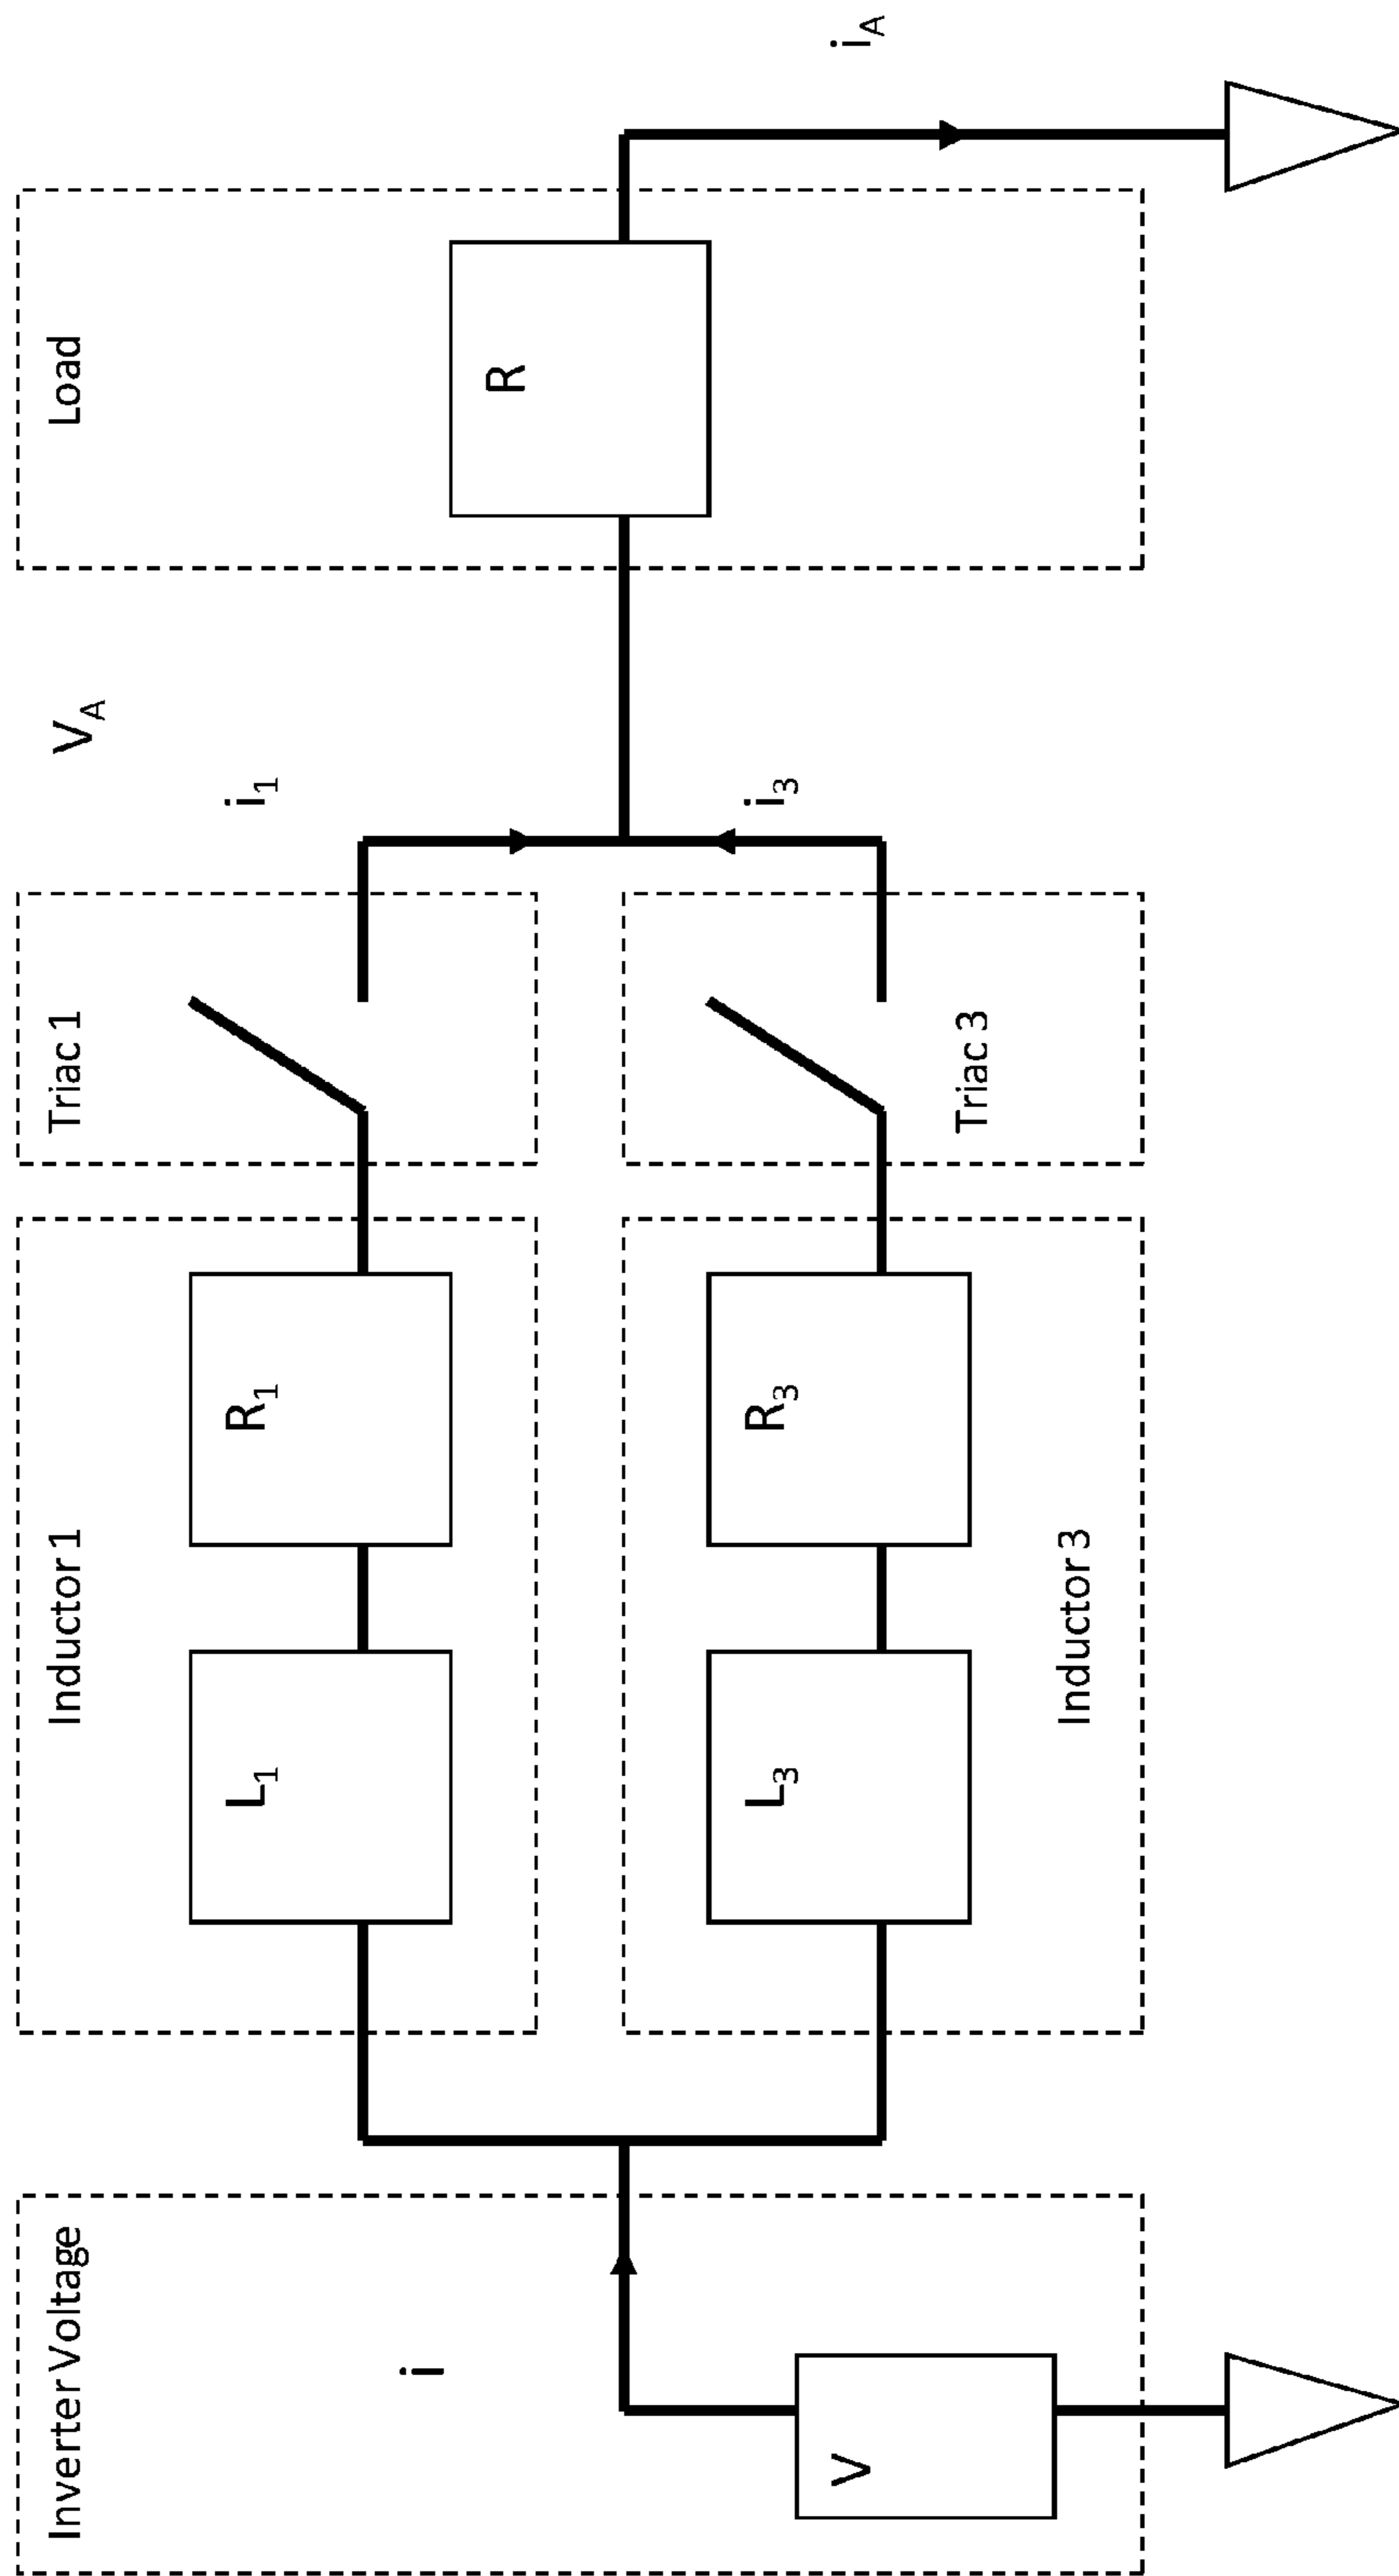 Inverter Voltage
i
V
Inductor 1
L1
R1
Inductor 3
L3
R3
Triac 1
Triac 3
i1
i3
VA
Load
R
iA